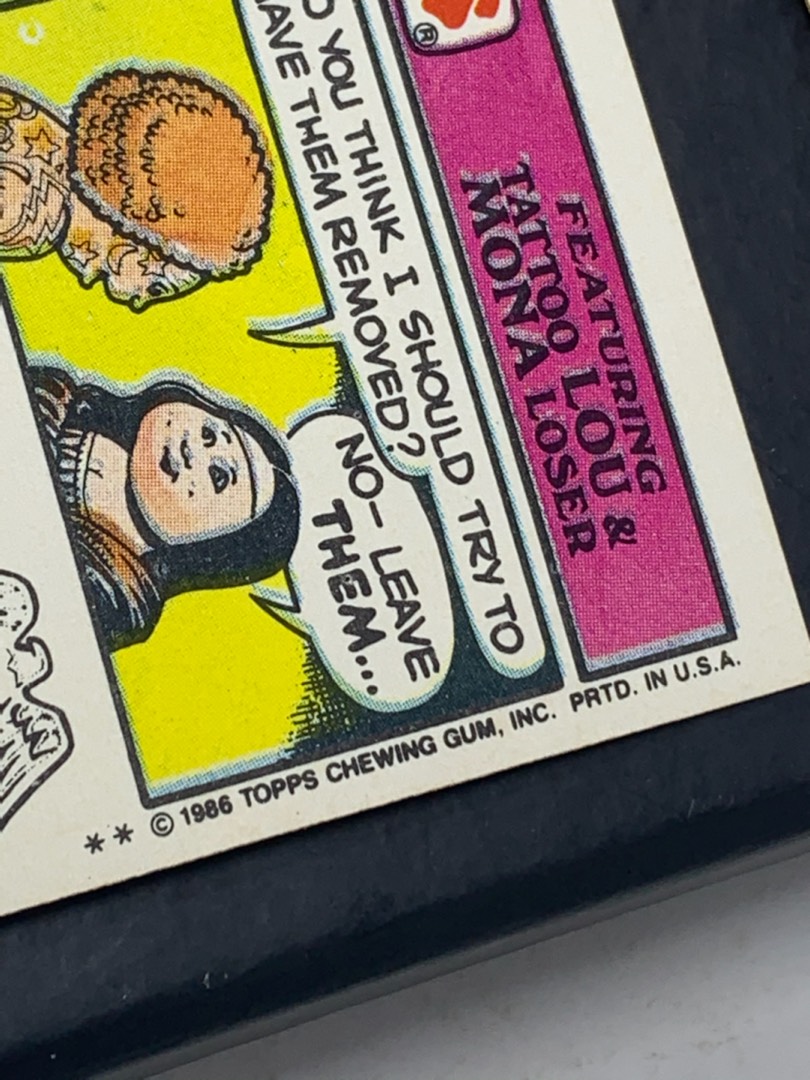 ®
FEATURING
TATTOO LOU &
MONA LOSER
YOU THINK I SHOULD TRY TO
THEM REMOVED?
NO- LEAVE
THEM...
** © 1986 TOPPS CHEWING GUM, INC. PRTD. IN U.S.A.